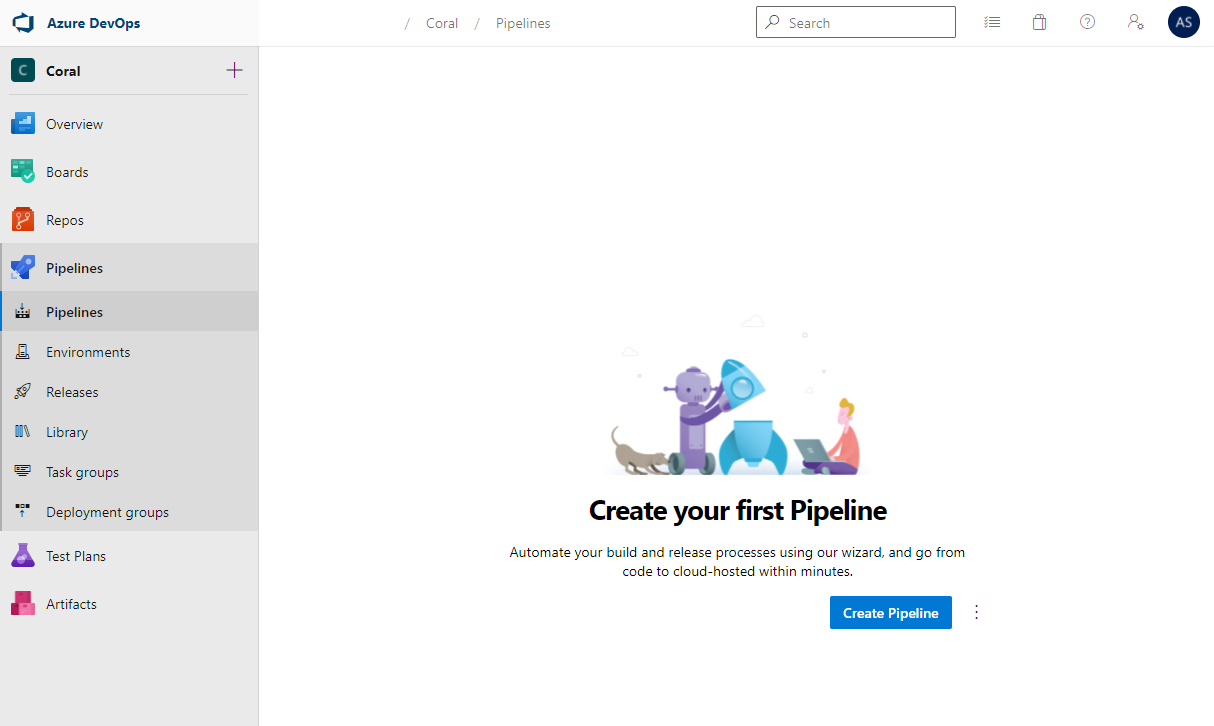 Azure DevOps
/ Coral / Pipelines
Search
AS
C Coral
Overview
Boards
Repos
Pipelines
Pipelines
Environments
Releases
Library
Task groups
Deployment groups
Test Plans
Artifacts
Create your first Pipeline
Automate your build and release processes using our wizard, and go from
code to cloud-hosted within minutes.
Create Pipeline